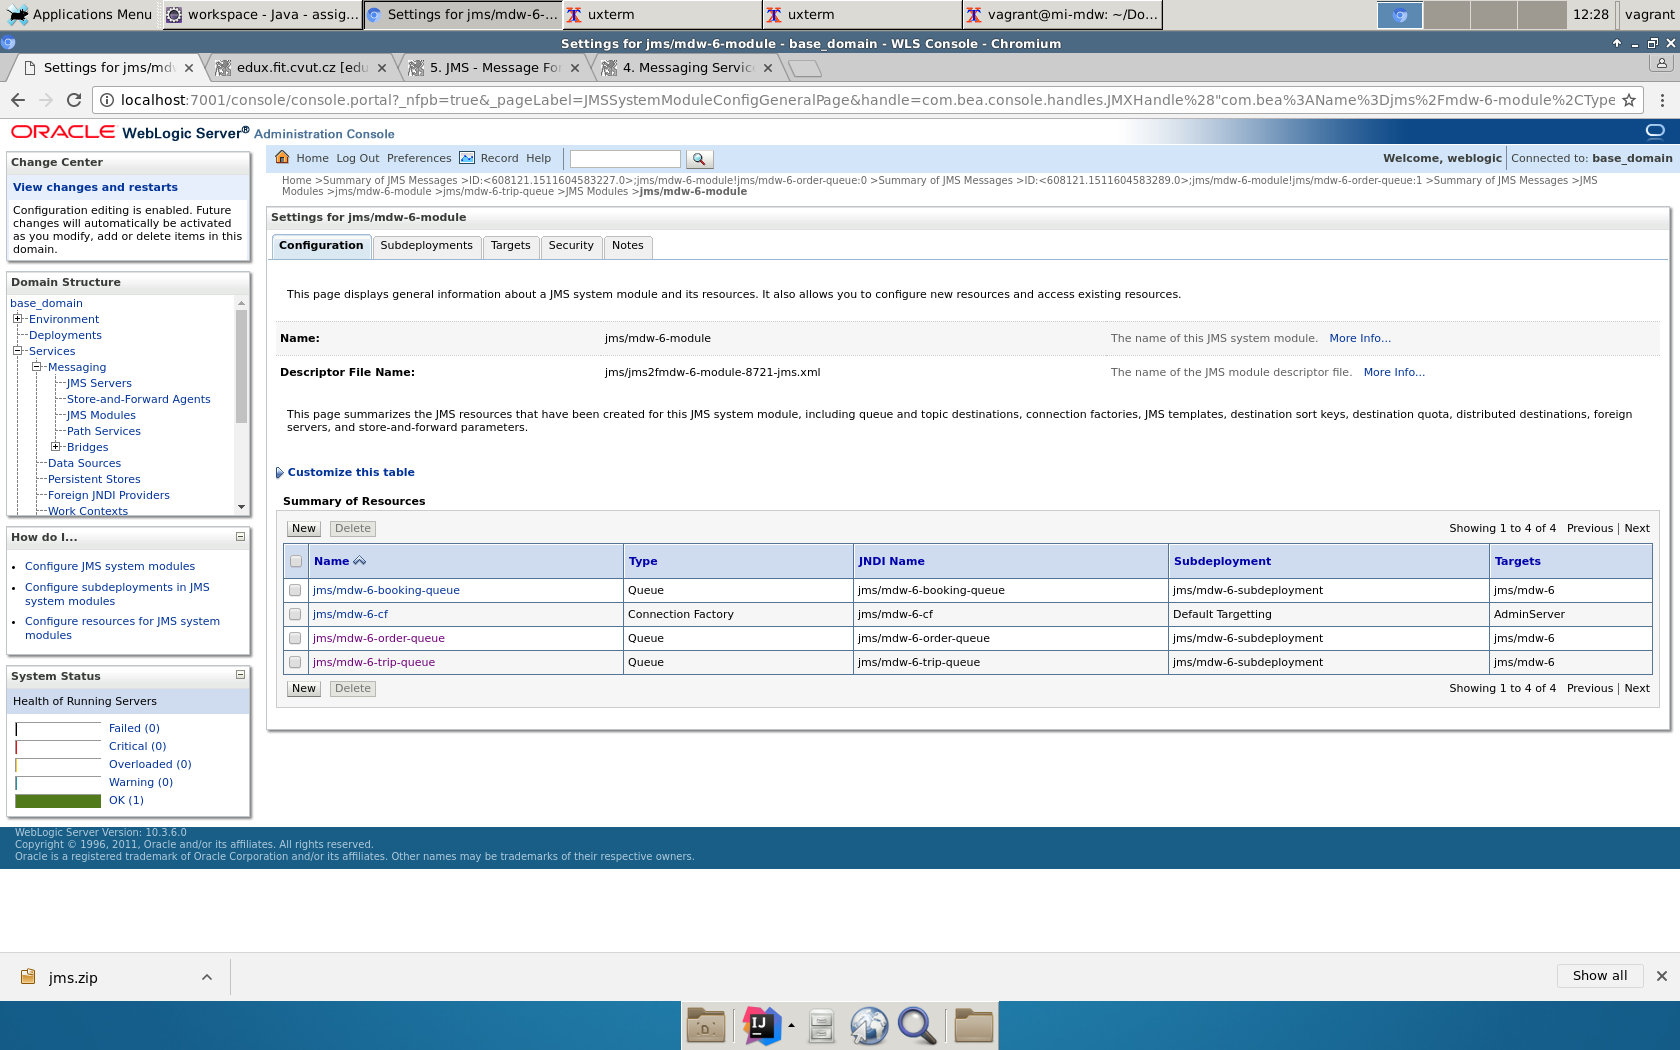 Applications Menu
workspace - Java - assig...
Settings for jms/mdw-6-...
uxterm
uxterm
vagrant@mi-mdw: ~/Do...
12:28
vagrant
Settings for jms/mdw-6-module - base_domain - WLS Console - Chromium
Settings for jms/md
edux.fit.cvut.cz [edu
5. JMS - Message Fo
4. Messaging Servic
localhost:7001/console/console.portal?_nfpb=true&_pageLabel=JMSSystemModuleConfigGeneralPage&handle=com.bea.console.handles.JMXHandle%28"com.bea%3AName%3Djms%2Fmdw-6-module%2CType
ORACLE WebLogic Server® Administration Console
Change Center
View changes and restarts
Configuration editing is enabled. Future
changes will automatically be activated
as you modify, add or delete items in this
domain.
Domain Structure
base_domain
Environment
Deployments
Services
Messaging
JMS Servers
Store-and-Forward Agents
JMS Modules
Path Services
Bridges
Data Sources
Persistent Stores
Foreign JNDI Providers
Work Contexts
How do I...
Configure JMS system modules
Configure subdeployments in JMS
system modules
Configure resources for JMS system
modules
System Status
Health of Running Servers
Failed (0)
Critical (0)
Overloaded (0)
Warning (0)
OK (1)
Home Log Out Preferences Record Help
Welcome, weblogic Connected to: base_domain
Home >Summary of JMS Messages >ID:<608121.1511604583227.0>;jms/mdw-6-module!jms/mdw-6-order-queue:0 >Summary of JMS Messages >ID:<608121.1511604583289.0>;jms/mdw-6-module!jms/mdw-6-order-queue:1 >Summary of JMS Messages >JMS
Modules >jms/mdw-6-module >jms/mdw-6-trip-queue >JMS Modules >jms/mdw-6-module
Settings for jms/mdw-6-module
Configuration Subdeployments Targets Security Notes
This page displays general information about a JMS system module and its resources. It also allows you to configure new resources and access existing resources.
Name: jms/mdw-6-module The name of this JMS system module. More Info...
Descriptor File Name: jms/jms2fmdw-6-module-8721-jms.xml The name of the JMS module descriptor file. More Info...
This page summarizes the JMS resources that have been created for this JMS system module, including queue and topic destinations, connection factories, JMS templates, destination sort keys, destination quota, distributed destinations, foreign
servers, and store-and-forward parameters.
Customize this table
Summary of Resources
New Delete Showing 1 to 4 of 4 Previous | Next
Name Type JNDI Name Subdeployment Targets
jms/mdw-6-booking-queue Queue jms/mdw-6-booking-queue jms/mdw-6-subdeployment jms/mdw-6
jms/mdw-6-cf Connection Factory jms/mdw-6-cf Default Targetting AdminServer
jms/mdw-6-order-queue Queue jms/mdw-6-order-queue jms/mdw-6-subdeployment jms/mdw-6
jms/mdw-6-trip-queue Queue jms/mdw-6-trip-queue jms/mdw-6-subdeployment jms/mdw-6
New Delete Showing 1 to 4 of 4 Previous | Next
WebLogic Server Version: 10.3.6.0
Copyright © 1996, 2011, Oracle and/or its affiliates. All rights reserved.
Oracle is a registered trademark of Oracle Corporation and/or its affiliates. Other names may be trademarks of their respective owners.
jms.zip
Show all
IJ